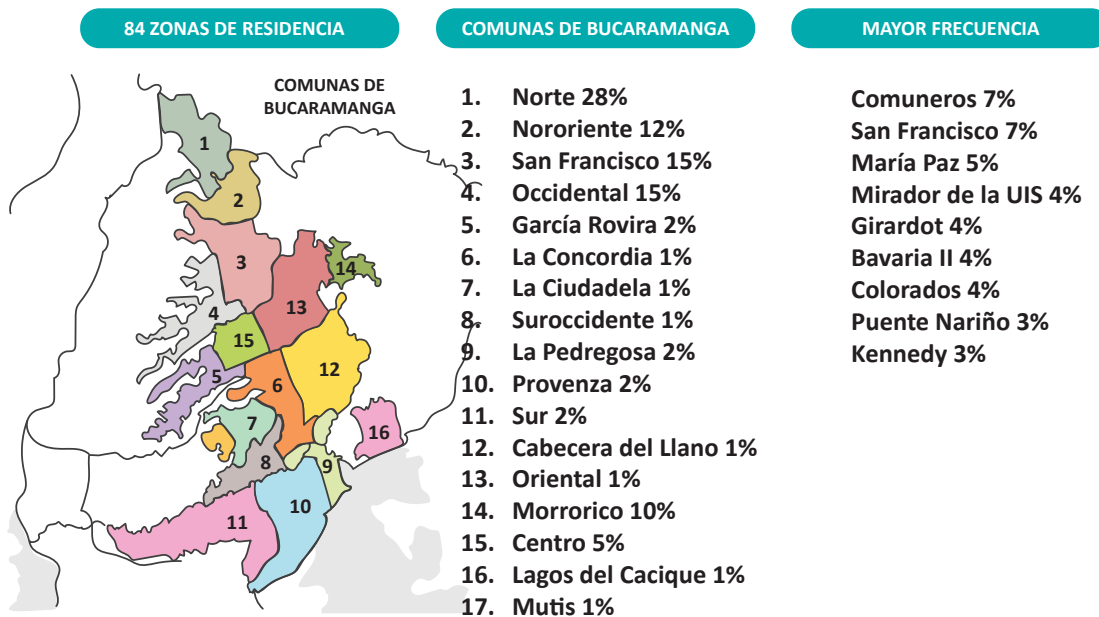 84 ZONAS DE RESIDENCIA
COMUNAS DE
BUCARAMANGA
1
2
3
14
4
13
15
12
5
6
7
16
8
9
10
11
COMUNAS DE BUCARAMANGA
1. Norte 28%
2. Nororiente 12%
3. San Francisco 15%
4. Occidental 15%
5. García Rovira 2%
6. La Concordia 1%
7. La Ciudadela 1%
8. Suroccidente 1%
9. La Pedregosa 2%
10. Provenza 2%
11. Sur 2%
12. Cabecera del Llano 1%
13. Oriental 1%
14. Morrorico 10%
15. Centro 5%
16. Lagos del Cacique 1%
17. Mutis 1%
MAYOR FRECUENCIA
Comuneros 7%
San Francisco 7%
María Paz 5%
Mirador de la UIS 4%
Girardot 4%
Bavaria II 4%
Colorados 4%
Puente Nariño 3%
Kennedy 3%